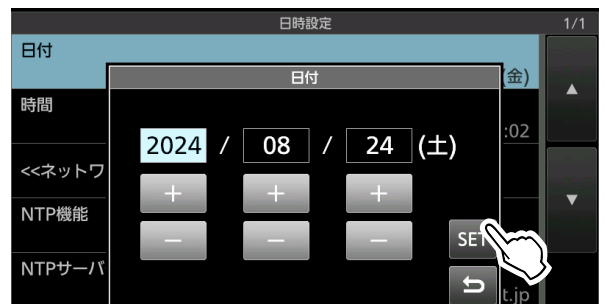 日時設定 1/1
日付
(金)
日付
時間
:02
2024 / 08 / 24 (土)
<<ネットワ
+ + +
NTP機能
− − −
SET
NTPサーバ
t.jp